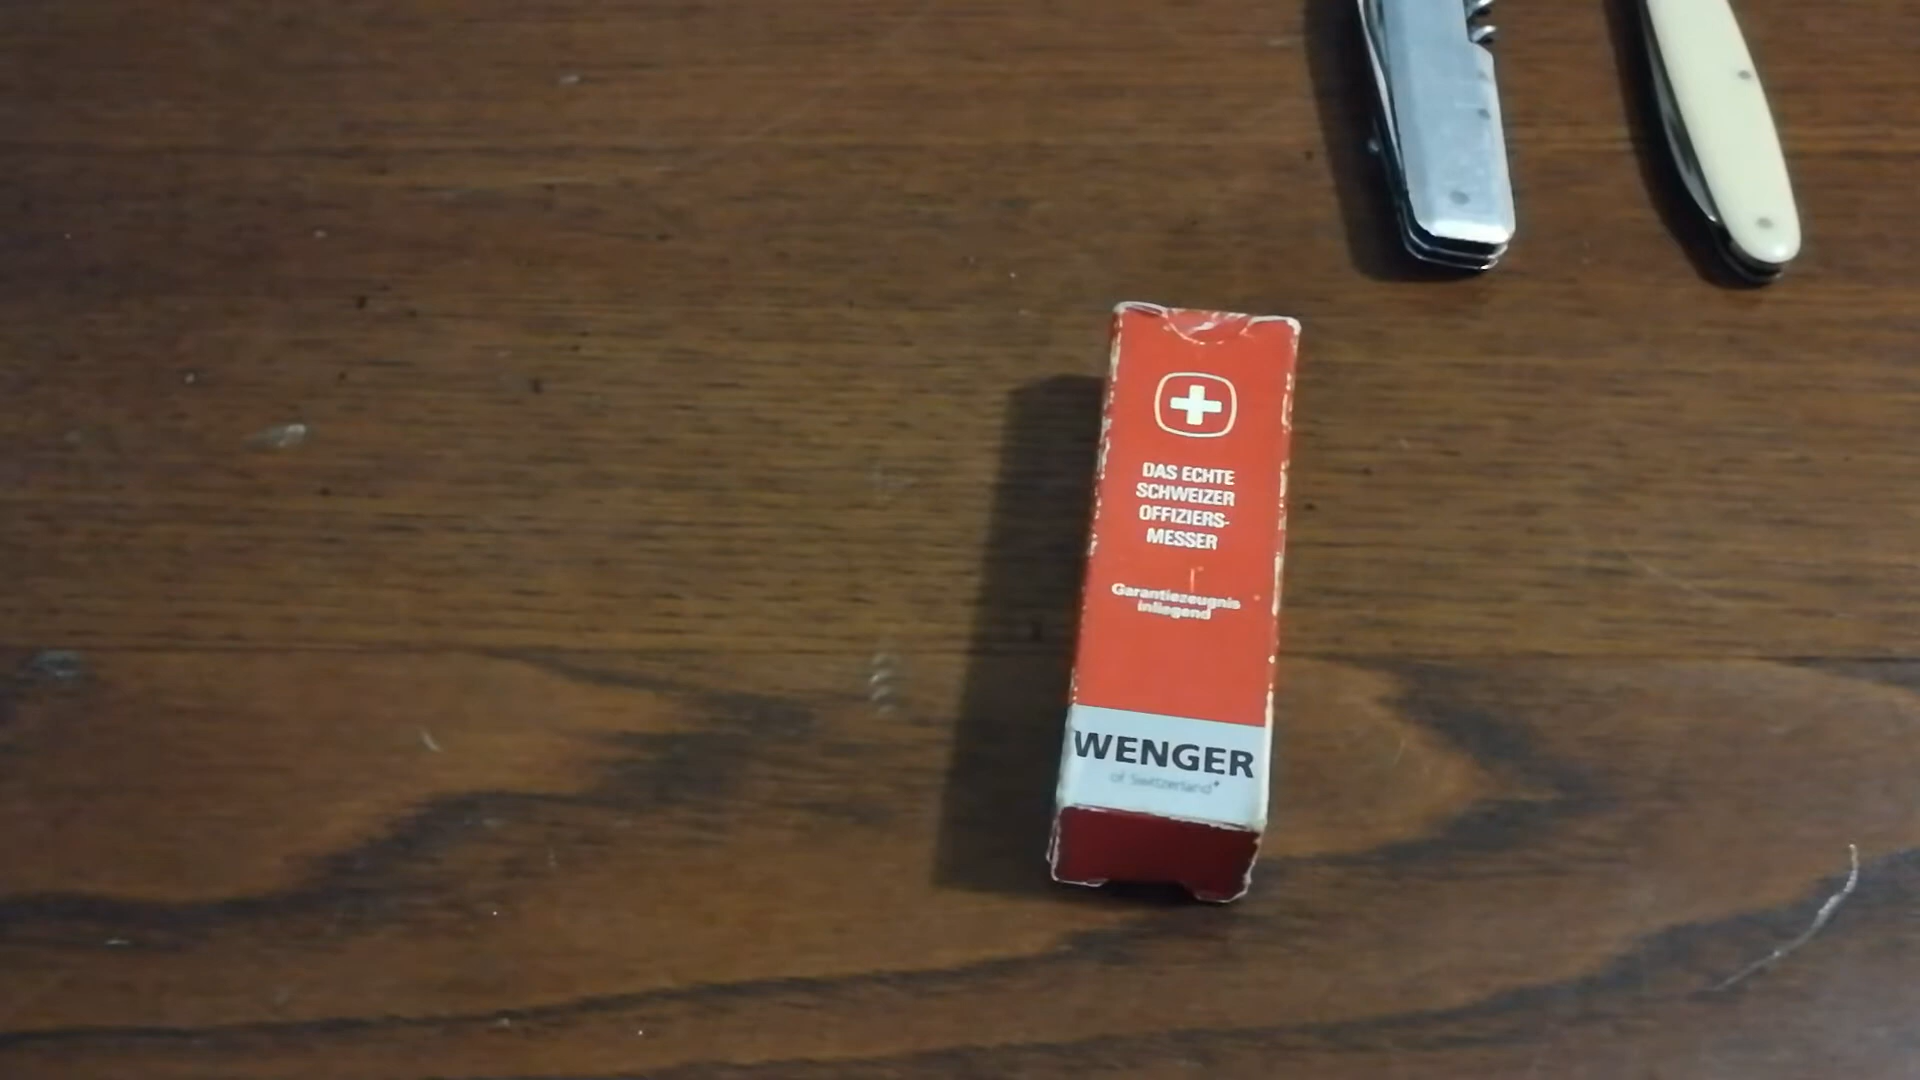 DAS ECHTE
SCHWEIZER
OFFIZIERS-
MESSER
Garantiezeugnis
inliegend
WENGER
of Switzerland*